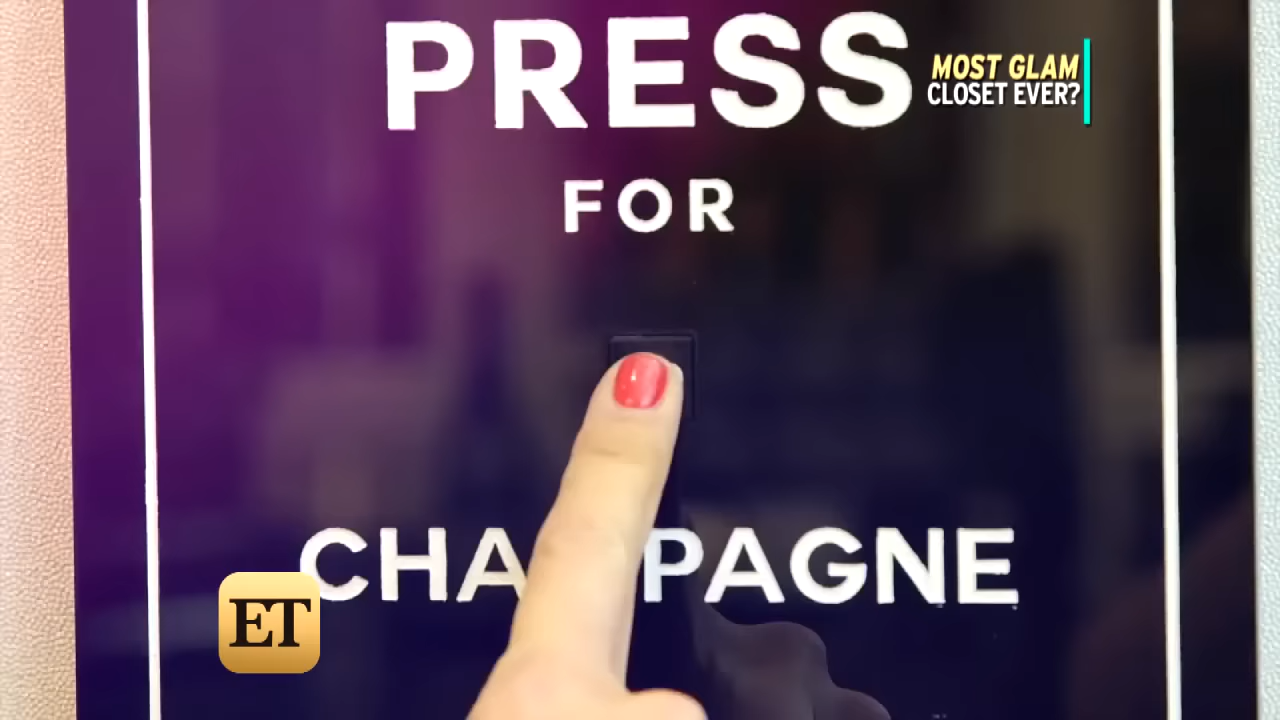 PRESS
MOST GLAM
CLOSET EVER?
FOR
CHA PAGNE
ET